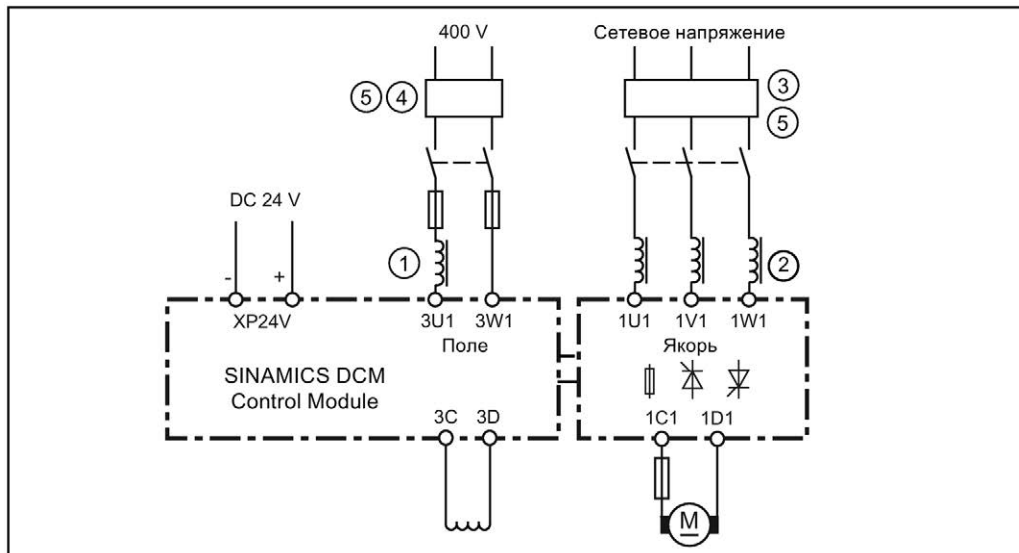 400 V
Сетевое напряжение
⑤ ④
③
⑤
DC 24 V
①
②
- +
XP24V
3U1 3W1
1U1 1V1 1W1
Поле
Якорь
SINAMICS DCM
Control Module
3C 3D
1C1 1D1
M